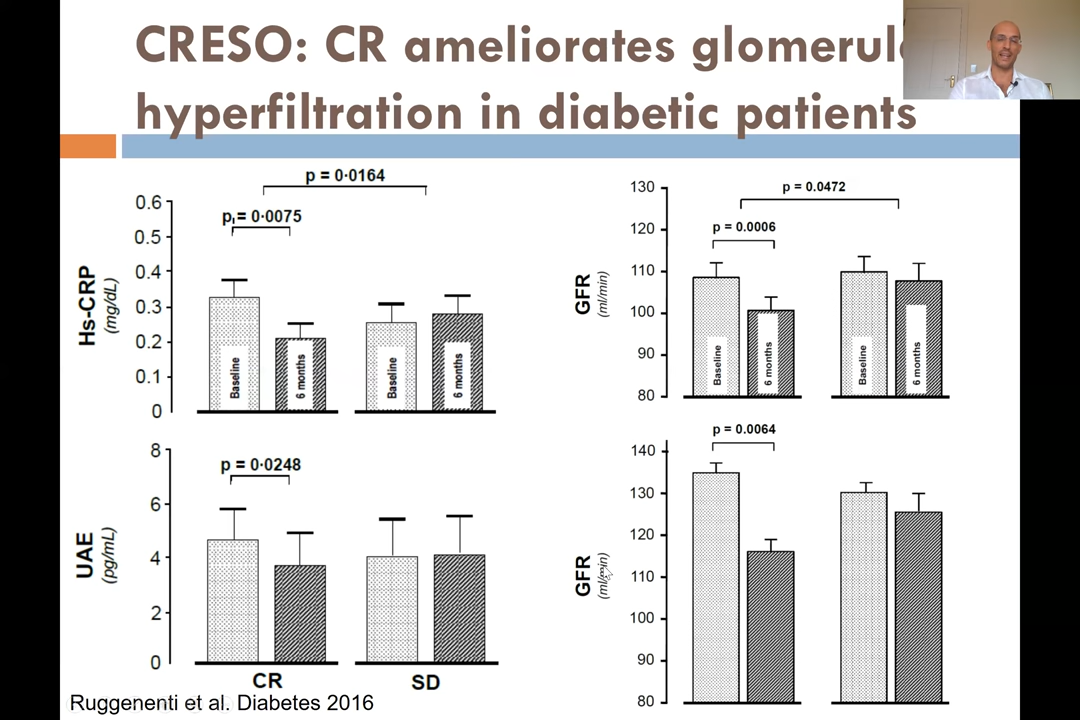 CRESO: CR ameliorates glomerul
hyperfiltration in diabetic patients
p = 0·0164
p = 0·0075
0.6
0.5
0.4
0.3
0.2
0.1
0
Hs-CRP
(mg/dL)
Baseline
6 months
Baseline
6 months
p = 0.0472
p = 0.0006
130
120
110
100
90
80
GFR
(ml/min)
Baseline
6 months
Baseline
6 months
p = 0·0248
8
6
4
2
0
UAE
(pg/mL)
CR
SD
p = 0.0064
140
130
120
110
100
90
80
GFR
(ml/min)
Ruggenenti et al. Diabetes 2016